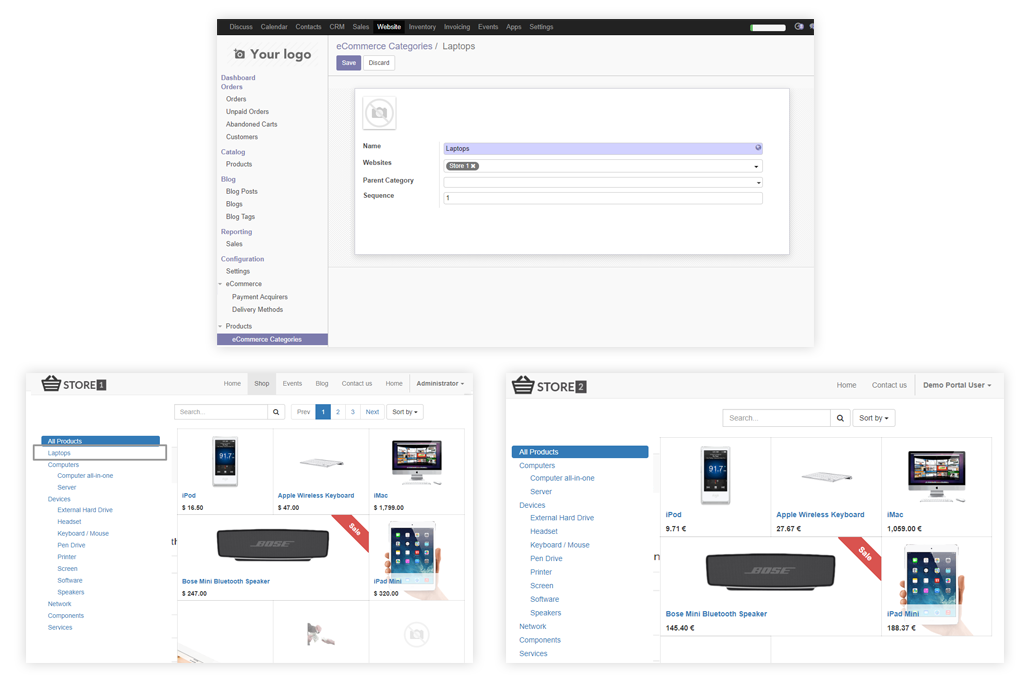 Discuss Calendar Contacts CRM Sales Website Inventory Invoicing Events Apps Settings
Your logo
eCommerce Categories / Laptops
Save Discard
Dashboard
Orders
Orders
Unpaid Orders
Abandoned Carts
Customers
Catalog
Products
Blog
Blog Posts
Blogs
Blog Tags
Reporting
Sales
Configuration
Settings
eCommerce
Payment Acquirers
Delivery Methods
Products
eCommerce Categories
Name Laptops
Websites Store 1 ✖
Parent Category
Sequence 1
STORE 1
Home Shop Events Blog Contact us Home Administrator
Search... Prev 1 2 3 Next Sort by
All Products
Laptops
Computers
Computer all-in-one
Server
Devices
External Hard Drive
Headset
Keyboard / Mouse
Pen Drive
Printer
Screen
Software
Speakers
Network
Components
Services
91.7
iPod
$ 16.50
Apple Wireless Keyboard
$ 47.00
iMac
$ 1,799.00
BOSE
Sale
Bose Mini Bluetooth Speaker
$ 247.00
iPad Mini
$ 320.00
STORE 2
Home Contact us Demo Portal User
Search... Sort by
All Products
Computers
Computer all-in-one
Server
Devices
External Hard Drive
Headset
Keyboard / Mouse
Pen Drive
Printer
Screen
Software
Speakers
Network
Components
Services
91.7
iPod
9.71 €
Apple Wireless Keyboard
27.67 €
iMac
1,059.00 €
BOSE
Sale
Bose Mini Bluetooth Speaker
145.40 €
iPad Mini
188.37 €